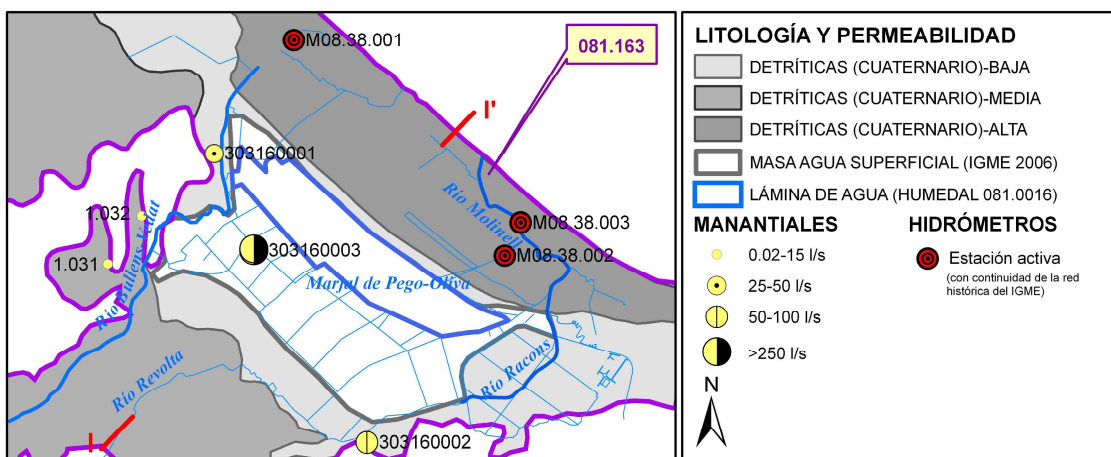 M08.38.001
081.163
I'
303160001
Río Molinell
1.032
M08.38.003
303160003
M08.38.002
1.031
Marjal de Pego-Oliva
Río Bullens-Vedat
Río Revolta
Río Racons
I
303160002
LITOLOGÍA Y PERMEABILIDAD
DETRÍTICAS (CUATERNARIO)-BAJA
DETRÍTICAS (CUATERNARIO)-MEDIA
DETRÍTICAS (CUATERNARIO)-ALTA
MASA AGUA SUPERFICIAL (IGME 2006)
LÁMINA DE AGUA (HUMEDAL 081.0016)
MANANTIALES
0.02-15 l/s
25-50 l/s
50-100 l/s
>250 l/s
N
HIDRÓMETROS
Estación activa
(con continuidad de la red
histórica del IGME)